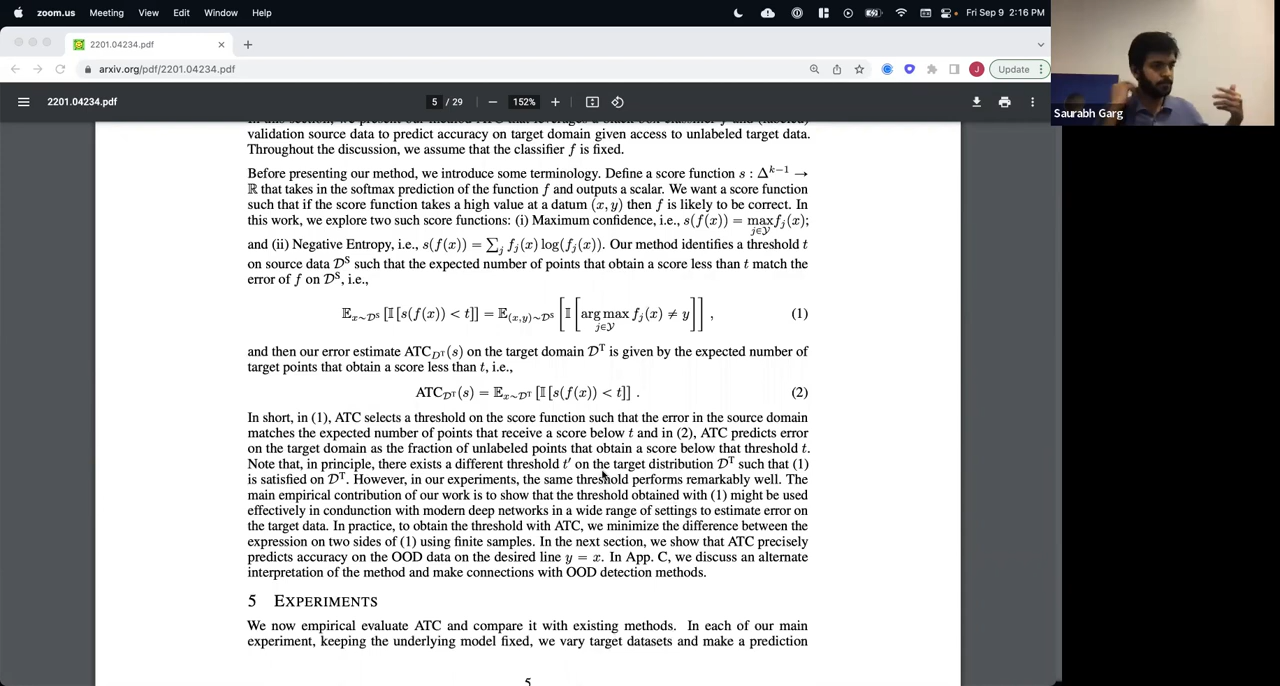 zoom.us Meeting View Edit Window Help Fri Sep 9 2:16 PM
2201.04234.pdf
arxiv.org/pdf/2201.04234.pdf J Update
2201.04234.pdf 5 / 29 152%
validation source data to predict accuracy on target domain given access to unlabeled target data.
Throughout the discussion, we assume that the classifier f is fixed.
Before presenting our method, we introduce some terminology. Define a score function s : Δ^{k−1} →
ℝ that takes in the softmax prediction of the function f and outputs a scalar. We want a score function
such that if the score function takes a high value at a datum (x, y) then f is likely to be correct. In
this work, we explore two such score functions: (i) Maximum confidence, i.e., s(f(x)) = max_{j∈𝒴} f_j(x);
and (ii) Negative Entropy, i.e., s(f(x)) = ∑_j f_j(x) log(f_j(x)). Our method identifies a threshold t
on source data 𝒟^S such that the expected number of points that obtain a score less than t match the
error of f on 𝒟^S, i.e.,
𝔼_{x∼𝒟^S} [𝕀 [s(f(x)) < t]] = 𝔼_{(x,y)∼𝒟^S} [𝕀 [arg max_{j∈𝒴} f_j(x) ≠ y]] , (1)
and then our error estimate ATC_{𝒟^T}(s) on the target domain 𝒟^T is given by the expected number of
target points that obtain a score less than t, i.e.,
ATC_{𝒟^T}(s) = 𝔼_{x∼𝒟^T} [𝕀 [s(f(x)) < t]] . (2)
In short, in (1), ATC selects a threshold on the score function such that the error in the source domain
matches the expected number of points that receive a score below t and in (2), ATC predicts error
on the target domain as the fraction of unlabeled points that obtain a score below that threshold t.
Note that, in principle, there exists a different threshold t′ on the target distribution 𝒟^T such that (1)
is satisfied on 𝒟^T. However, in our experiments, the same threshold performs remarkably well. The
main empirical contribution of our work is to show that the threshold obtained with (1) might be used
effectively in condunction with modern deep networks in a wide range of settings to estimate error on
the target data. In practice, to obtain the threshold with ATC, we minimize the difference between the
expression on two sides of (1) using finite samples. In the next section, we show that ATC precisely
predicts accuracy on the OOD data on the desired line y = x. In App. C, we discuss an alternate
interpretation of the method and make connections with OOD detection methods.
5 EXPERIMENTS
We now empirical evaluate ATC and compare it with existing methods. In each of our main
experiment, keeping the underlying model fixed, we vary target datasets and make a prediction
Saurabh Garg